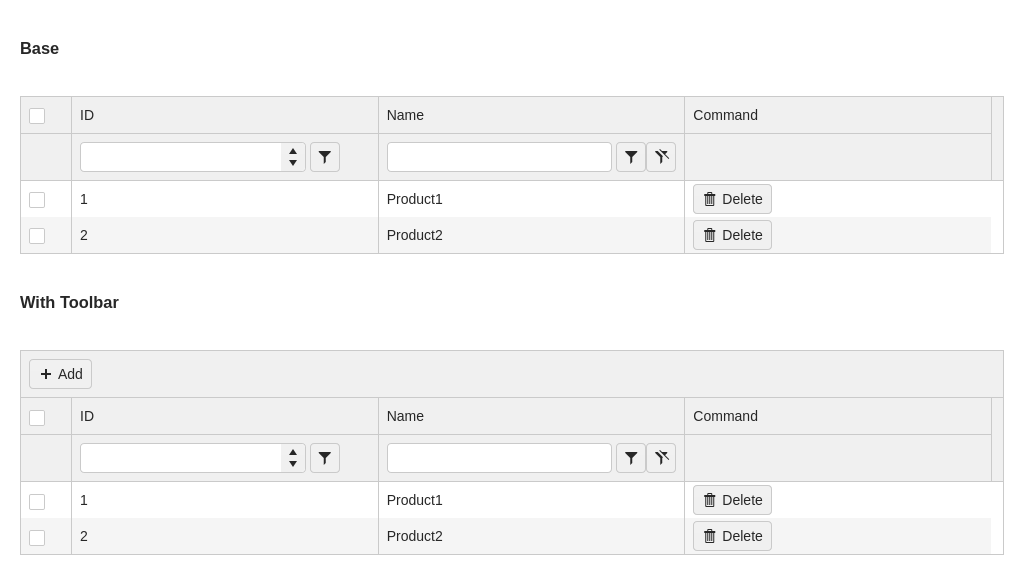 Base
ID Name Command
1 Product1 Delete
2 Product2 Delete
With Toolbar
Add
ID Name Command
1 Product1 Delete
2 Product2 Delete